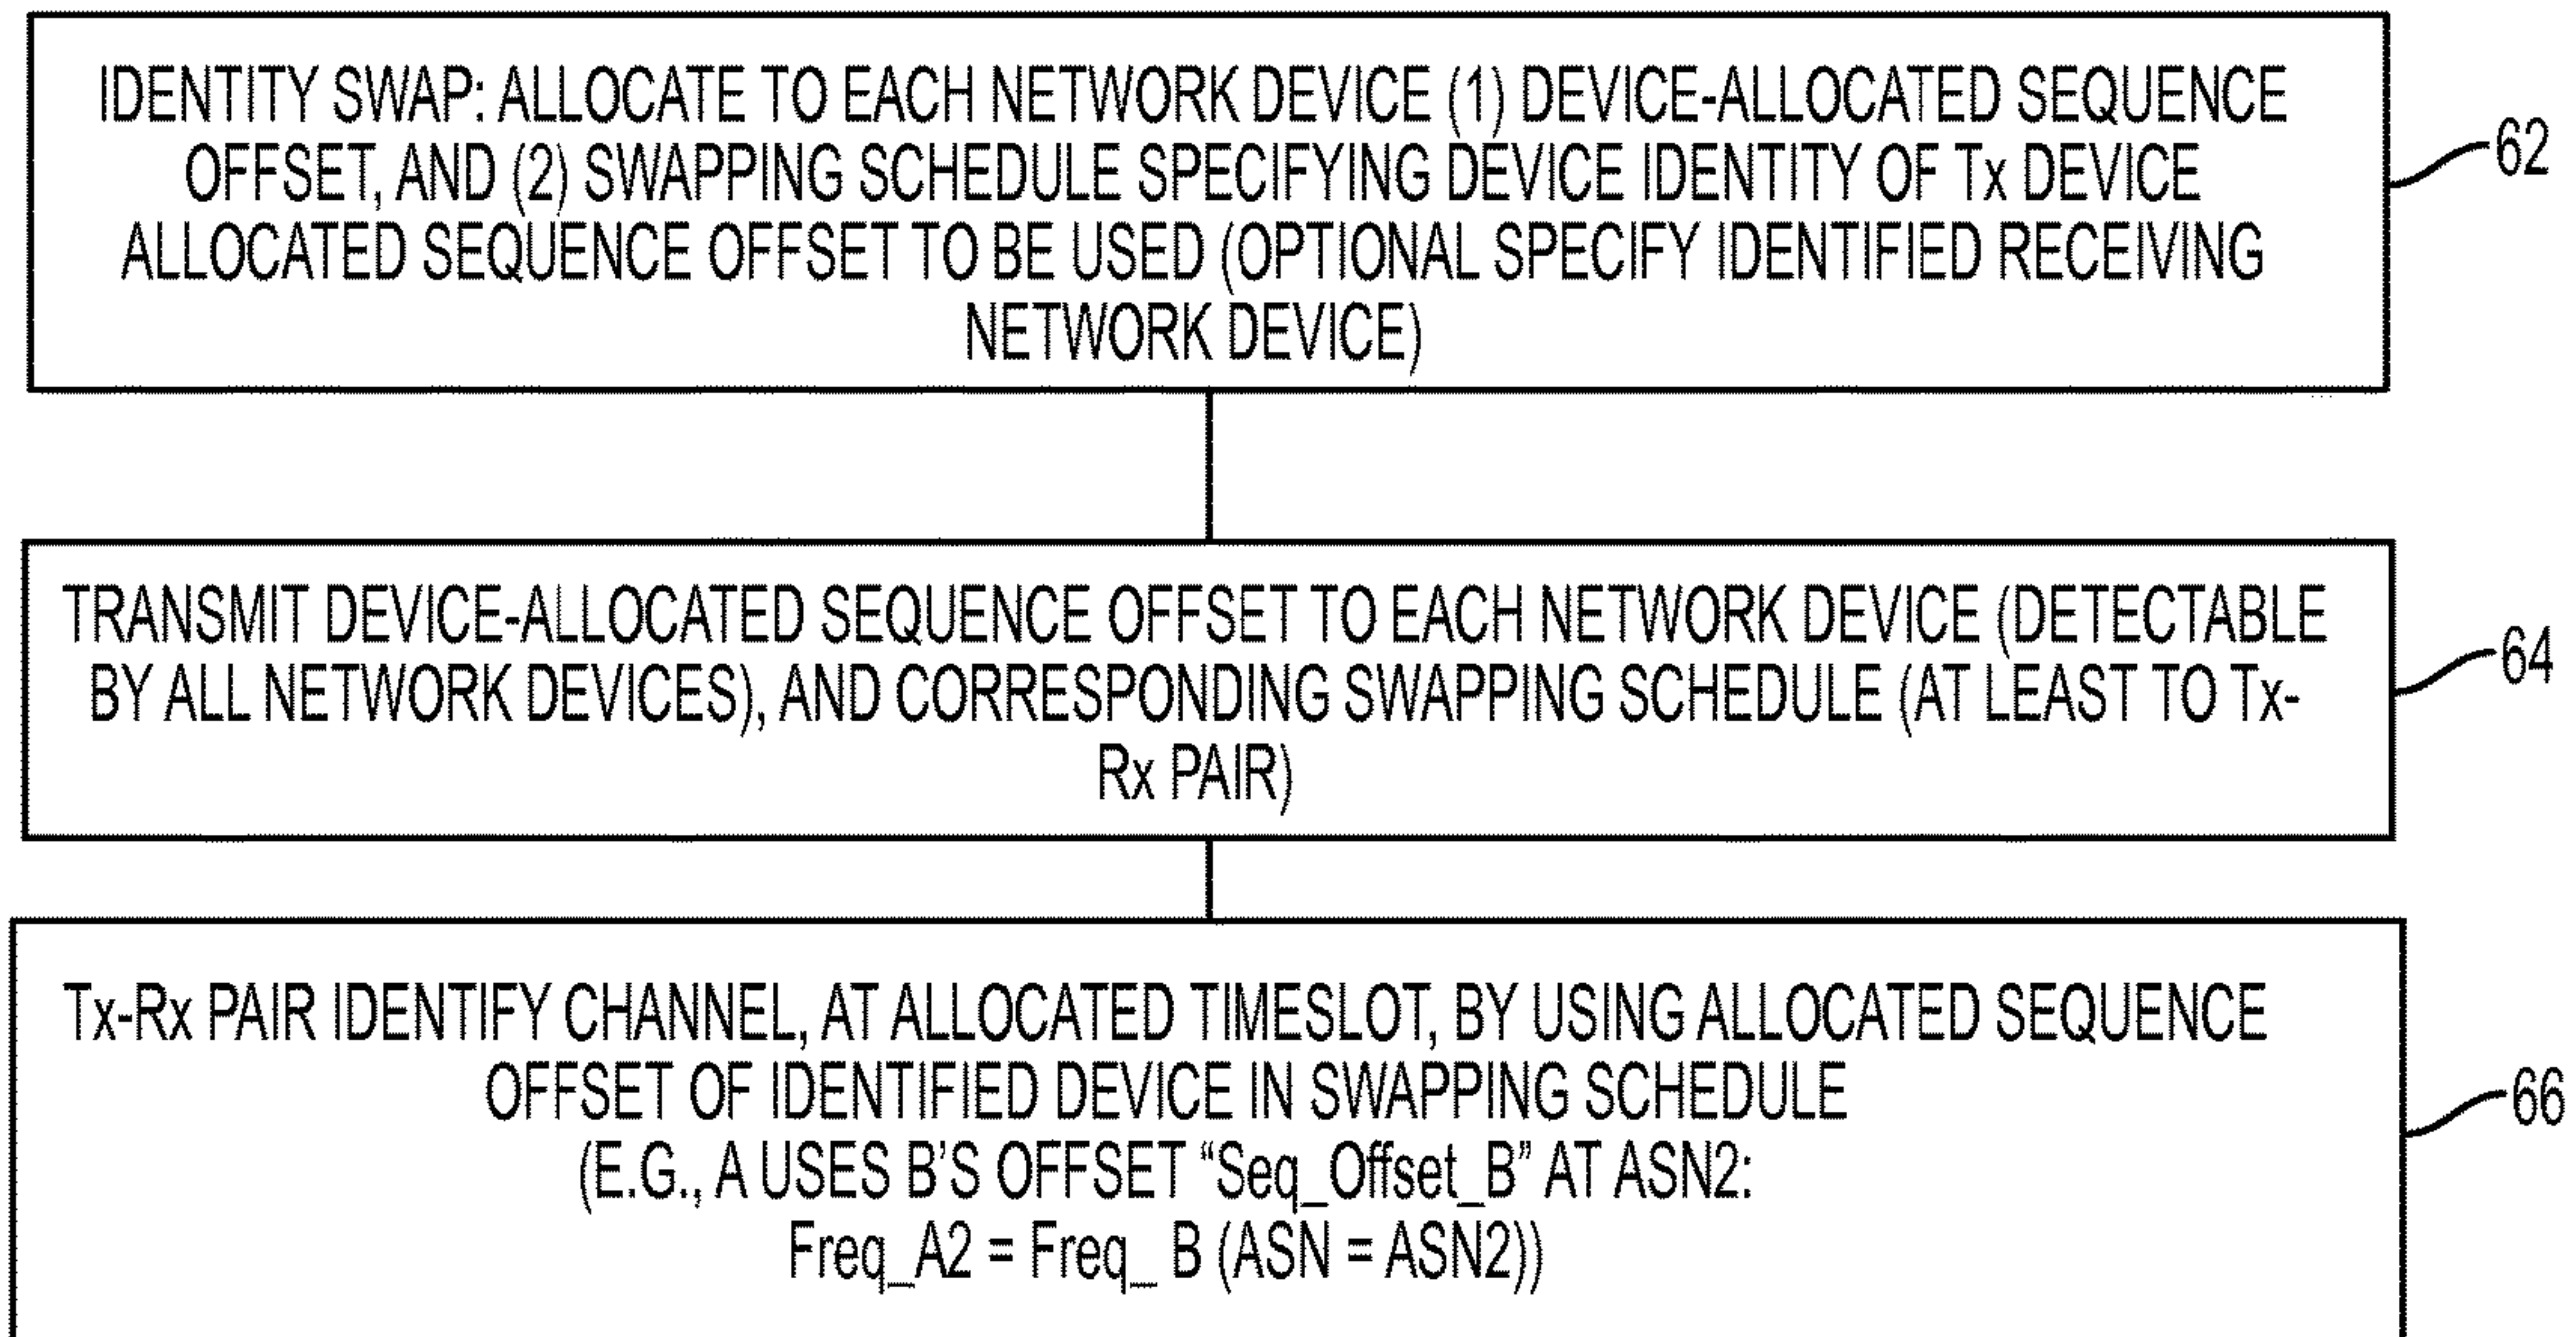 IDENTITY SWAP: ALLOCATE TO EACH NETWORK DEVICE (1) DEVICE-ALLOCATED SEQUENCE
OFFSET, AND (2) SWAPPING SCHEDULE SPECIFYING DEVICE IDENTITY OF Tx DEVICE
ALLOCATED SEQUENCE OFFSET TO BE USED (OPTIONAL SPECIFY IDENTIFIED RECEIVING
NETWORK DEVICE)
62
TRANSMIT DEVICE-ALLOCATED SEQUENCE OFFSET TO EACH NETWORK DEVICE (DETECTABLE
BY ALL NETWORK DEVICES), AND CORRESPONDING SWAPPING SCHEDULE (AT LEAST TO Tx-
Rx PAIR)
64
Tx-Rx PAIR IDENTIFY CHANNEL, AT ALLOCATED TIMESLOT, BY USING ALLOCATED SEQUENCE
OFFSET OF IDENTIFIED DEVICE IN SWAPPING SCHEDULE
(E.G., A USES B'S OFFSET “Seq_Offset_B” AT ASN2:
Freq_A2 = Freq_ B (ASN = ASN2))
66